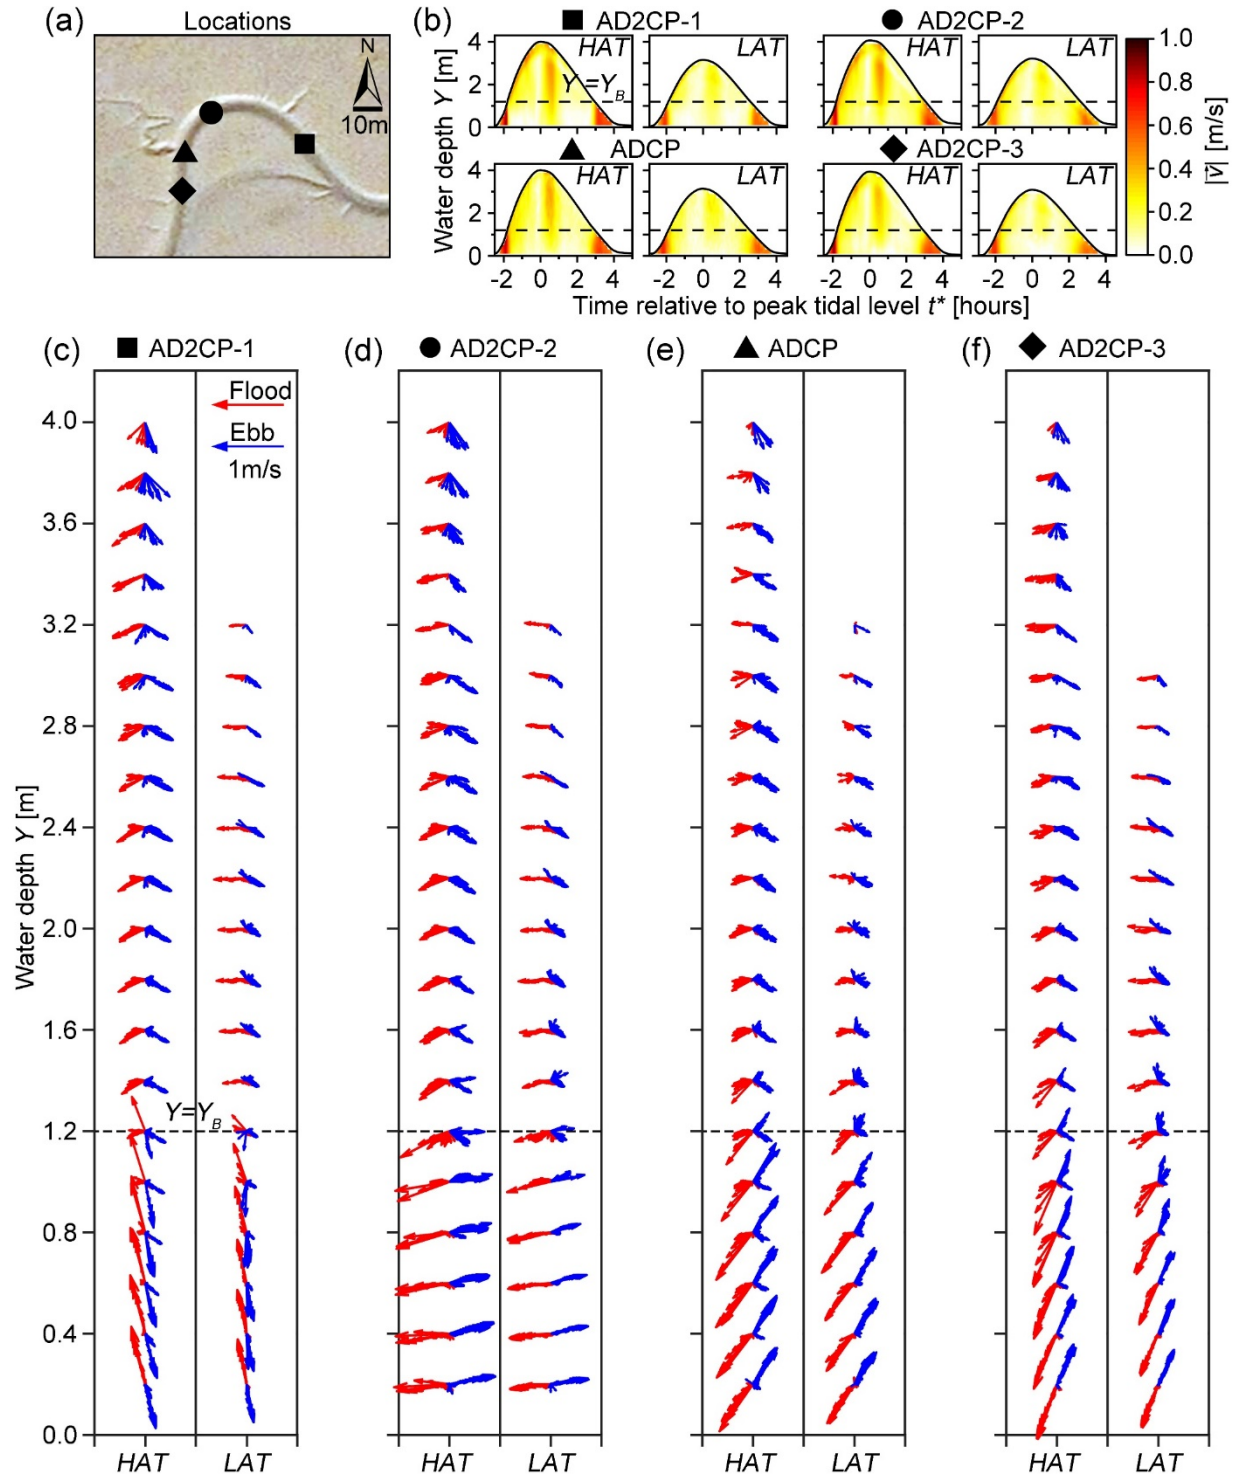 (a) Locations
N
10m
(b) AD2CP-1 AD2CP-2
HAT LAT HAT LAT
Y=Y_B
ADCP AD2CP-3
HAT LAT HAT LAT
Water depth Y [m]
4
2
0
4
2
0
-2 0 2 4 -2 0 2 4 -2 0 2 4 -2 0 2 4
Time relative to peak tidal level t* [hours]
1.0
0.8
0.6
0.4
0.2
0.0
|v⃗| [m/s]
(c) AD2CP-1 (d) AD2CP-2 (e) ADCP (f) AD2CP-3
Flood
Ebb
1m/s
Y=Y_B
Water depth Y [m]
4.0
3.6
3.2
2.8
2.4
2.0
1.6
1.2
0.8
0.4
0.0
HAT LAT HAT LAT HAT LAT HAT LAT